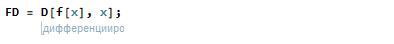 FD = D[f[x], x];
дифференциро